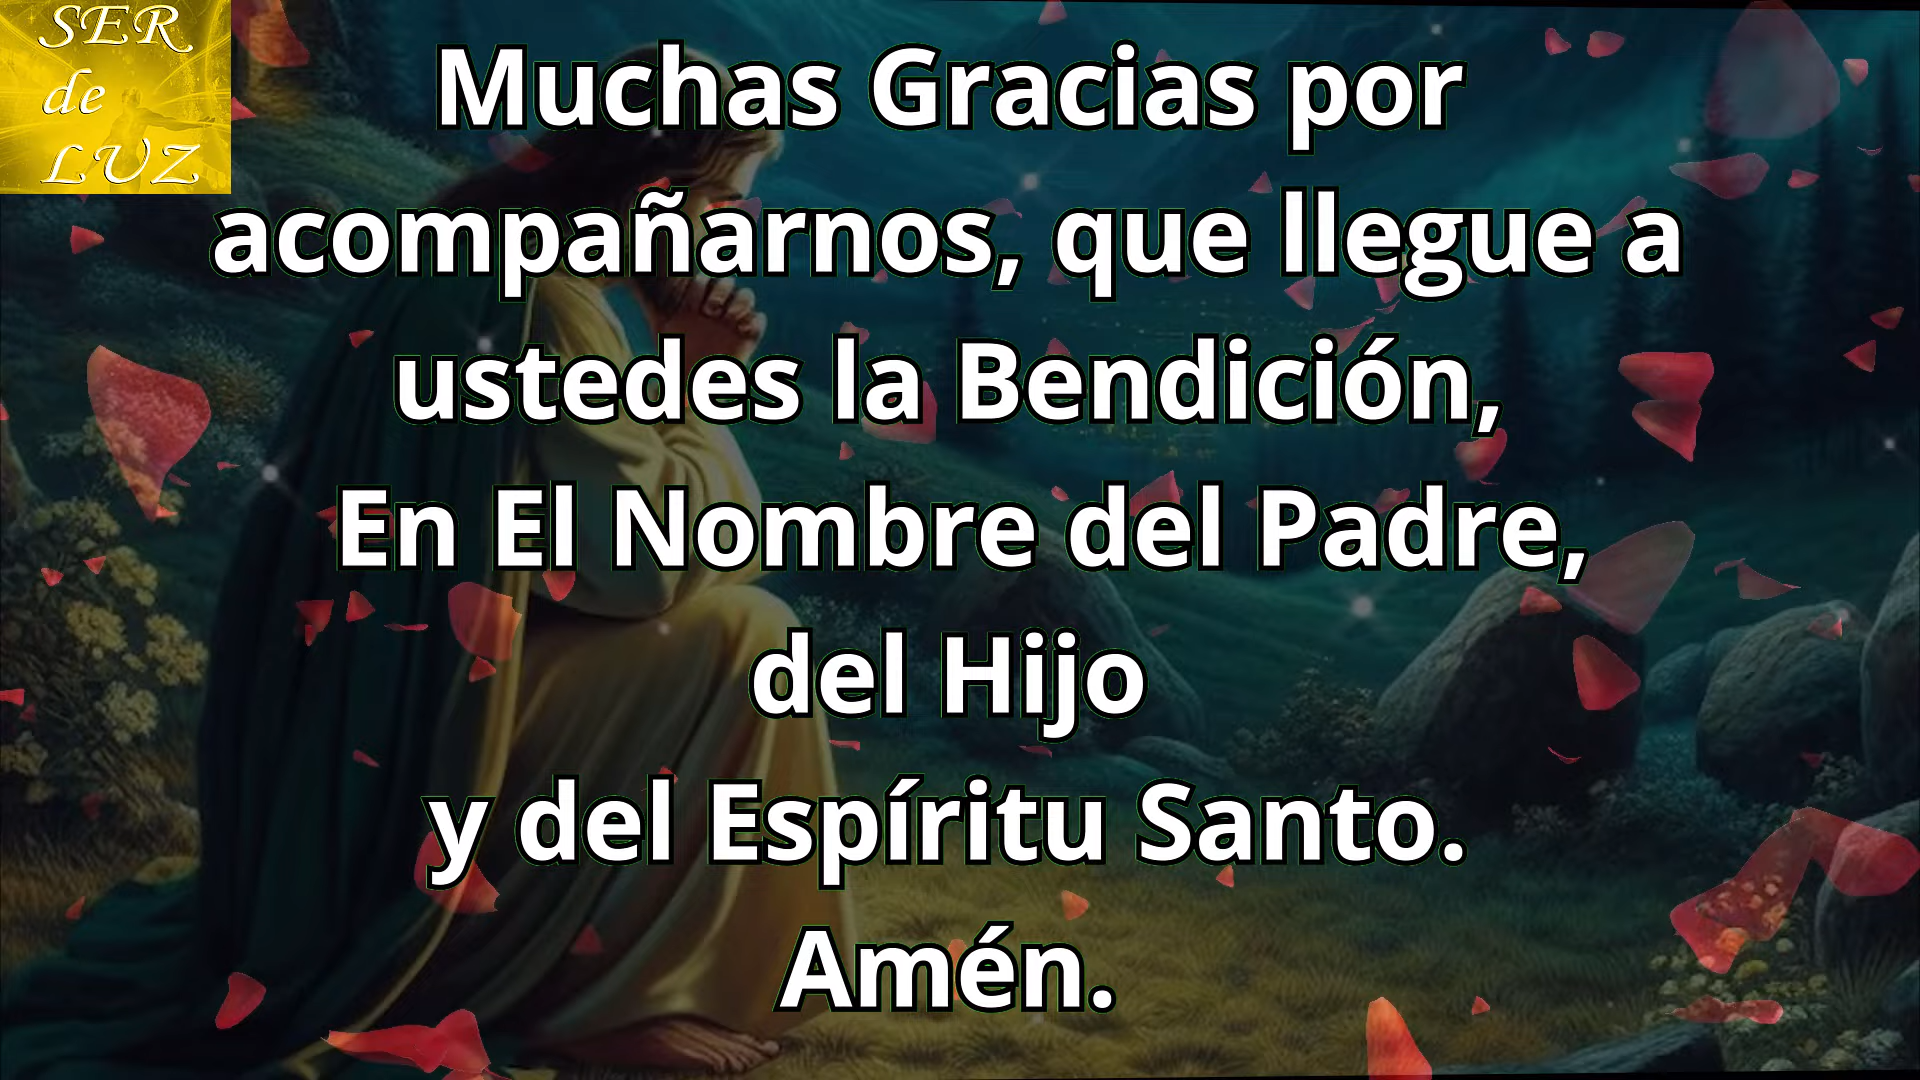 SER
de
LUZ
Muchas Gracias por
acompañarnos, que llegue a
ustedes la Bendición,
En El Nombre del Padre,
del Hijo
y del Espíritu Santo.
Amén.